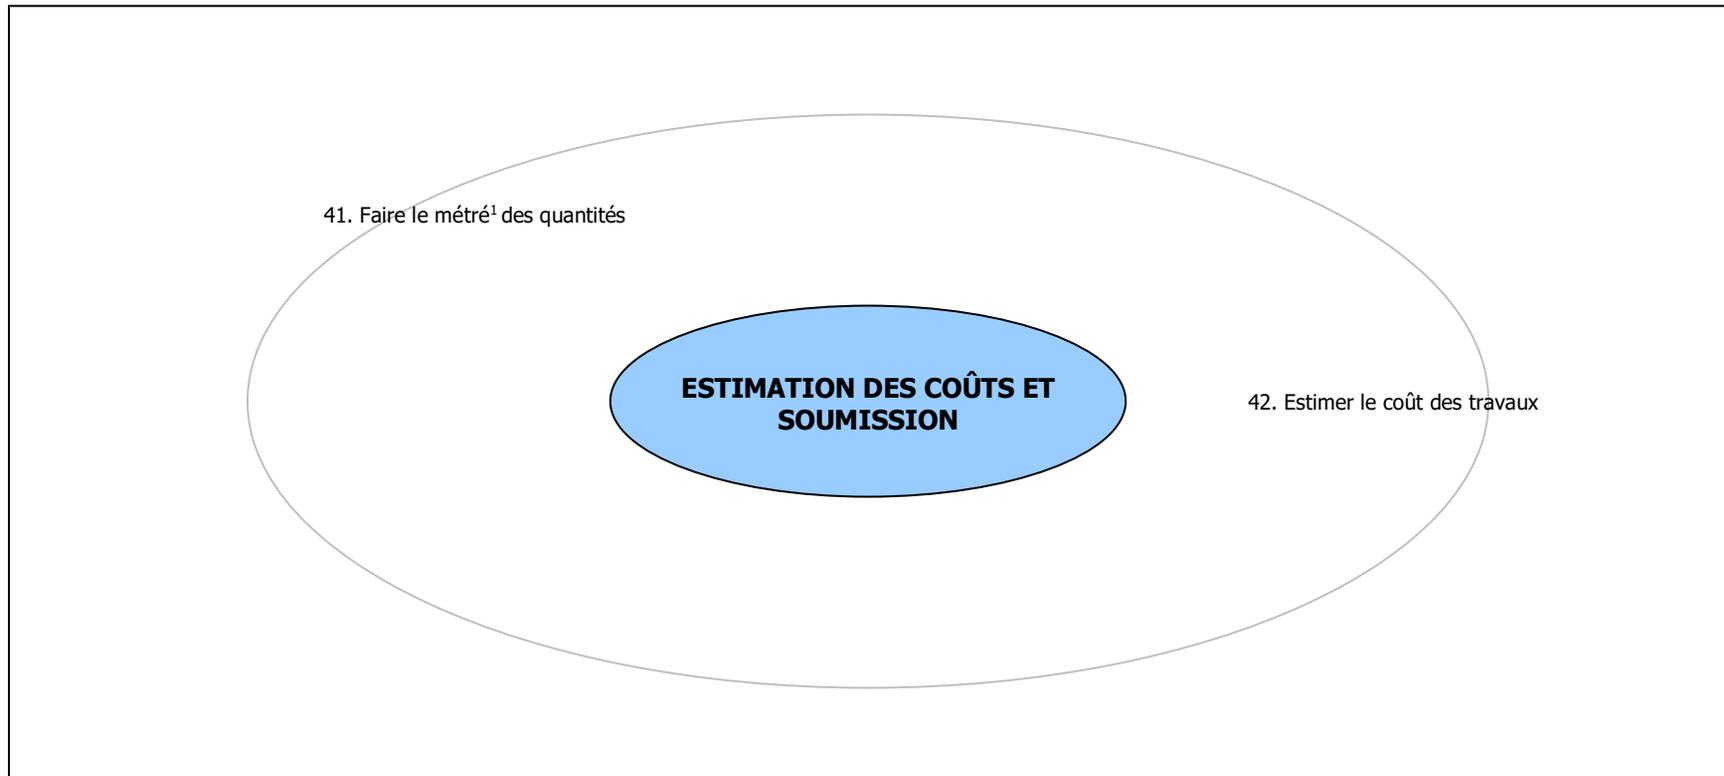 41. Faire le métré¹ des quantités
ESTIMATION DES COÛTS ET
SOUMISSION
42. Estimer le coût des travaux